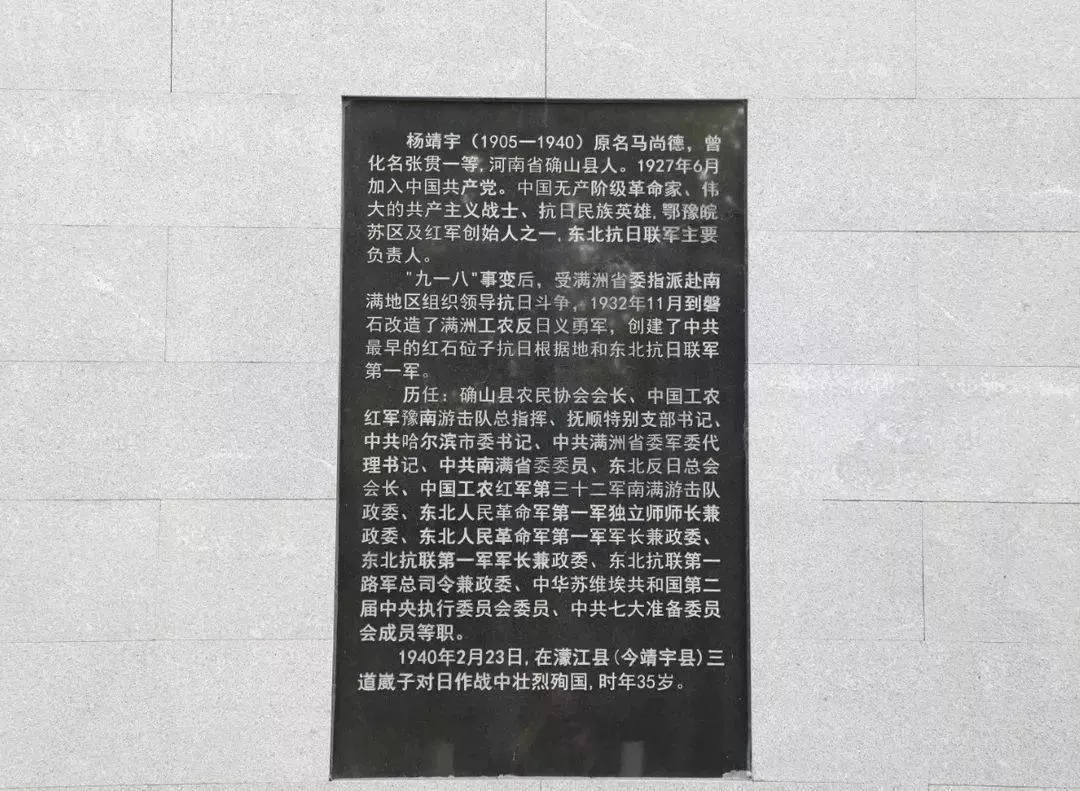 杨靖宇（1905—1940）原名马尚德，曾
化名张贯一等，河南省确山县人。1927年6月
加入中国共产党。中国无产阶级革命家、伟
大的共产主义战士、抗日民族英雄，鄂豫皖
苏区及红军创始人之一，东北抗日联军主要
负责人。
"九一八"事变后，受满洲省委指派赴南
满地区组织领导抗日斗争，1932年11月到磐
石改造了满洲工农反日义勇军，创建了中共
最早的红石砬子抗日根据地和东北抗日联军
第一军。
历任：确山县农民协会会长、中国工农
红军豫南游击队总指挥、抚顺特别支部书记、
中共哈尔滨市委书记、中共满洲省委军委代
理书记、中共南满省委委员、东北反日总会
会长、中国工农红军第三十二军南满游击队
政委、东北人民革命军第一军独立师师长兼
政委、东北人民革命军第一军军长兼政委、
东北抗联第一军军长兼政委、东北抗联第一
路军总司令兼政委、中华苏维埃共和国第二
届中央执行委员会委员、中共七大准备委员
会成员等职。
1940年2月23日，在濛江县(今靖宇县)三
道崴子对日作战中壮烈殉国，时年35岁。